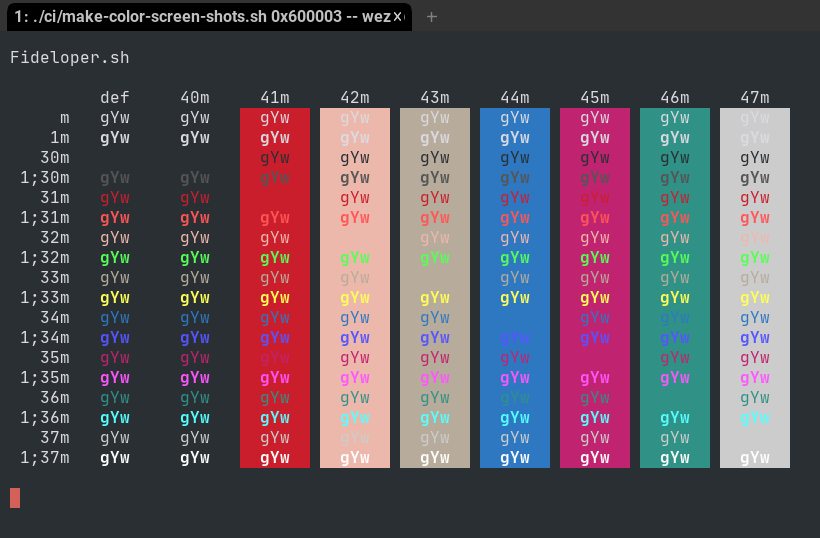 1: ./ci/make-color-screen-shots.sh 0x600003 -- wez × +
Fideloper.sh
def 40m 41m 42m 43m 44m 45m 46m 47m
m gYw gYw gYw gYw gYw gYw gYw gYw gYw
1m gYw gYw gYw gYw gYw gYw gYw gYw gYw
30m gYw gYw gYw gYw gYw gYw gYw
1;30m gYw gYw gYw gYw gYw gYw gYw gYw gYw
31m gYw gYw gYw gYw gYw gYw gYw gYw
1;31m gYw gYw gYw gYw gYw gYw gYw gYw gYw
32m gYw gYw gYw gYw gYw gYw gYw gYw
1;32m gYw gYw gYw gYw gYw gYw gYw gYw gYw
33m gYw gYw gYw gYw gYw gYw gYw gYw
1;33m gYw gYw gYw gYw gYw gYw gYw gYw gYw
34m gYw gYw gYw gYw gYw gYw gYw gYw
1;34m gYw gYw gYw gYw gYw gYw gYw gYw gYw
35m gYw gYw gYw gYw gYw gYw gYw gYw
1;35m gYw gYw gYw gYw gYw gYw gYw gYw gYw
36m gYw gYw gYw gYw gYw gYw gYw gYw
1;36m gYw gYw gYw gYw gYw gYw gYw gYw gYw
37m gYw gYw gYw gYw gYw gYw gYw gYw
1;37m gYw gYw gYw gYw gYw gYw gYw gYw gYw